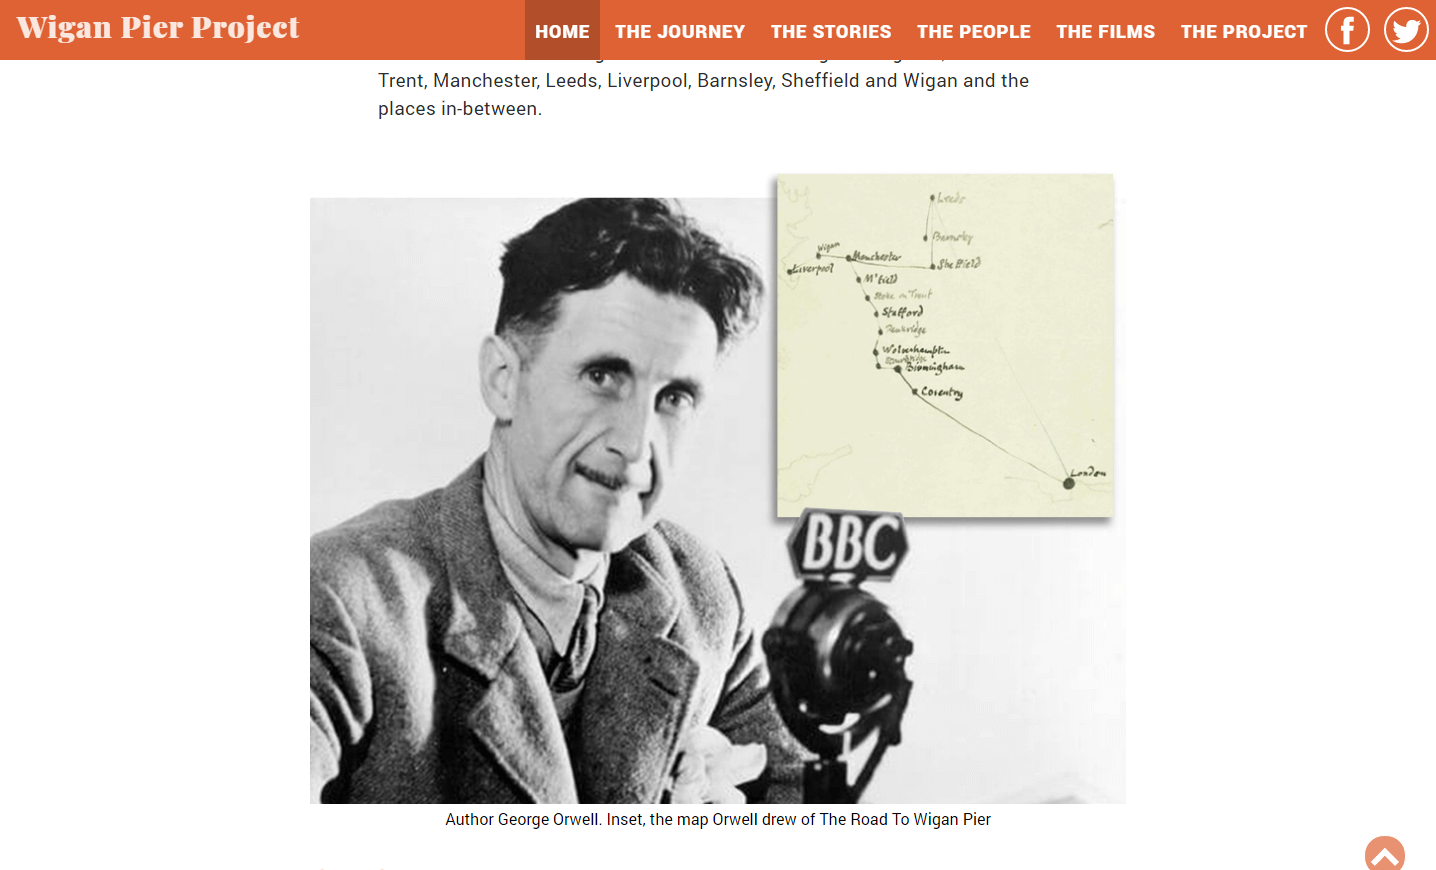 Wigan Pier Project
HOME THE JOURNEY THE STORIES THE PEOPLE THE FILMS THE PROJECT
Trent, Manchester, Leeds, Liverpool, Barnsley, Sheffield and Wigan and the
places in-between.
Leeds
Barnsley
Wigan
Manchester
Liverpool
Sheffield
M'field
Stoke on Trent
Stafford
Penkridge
Wolverhampton
Stourbridge
Birmingham
Coventry
London
BBC
Author George Orwell. Inset, the map Orwell drew of The Road To Wigan Pier